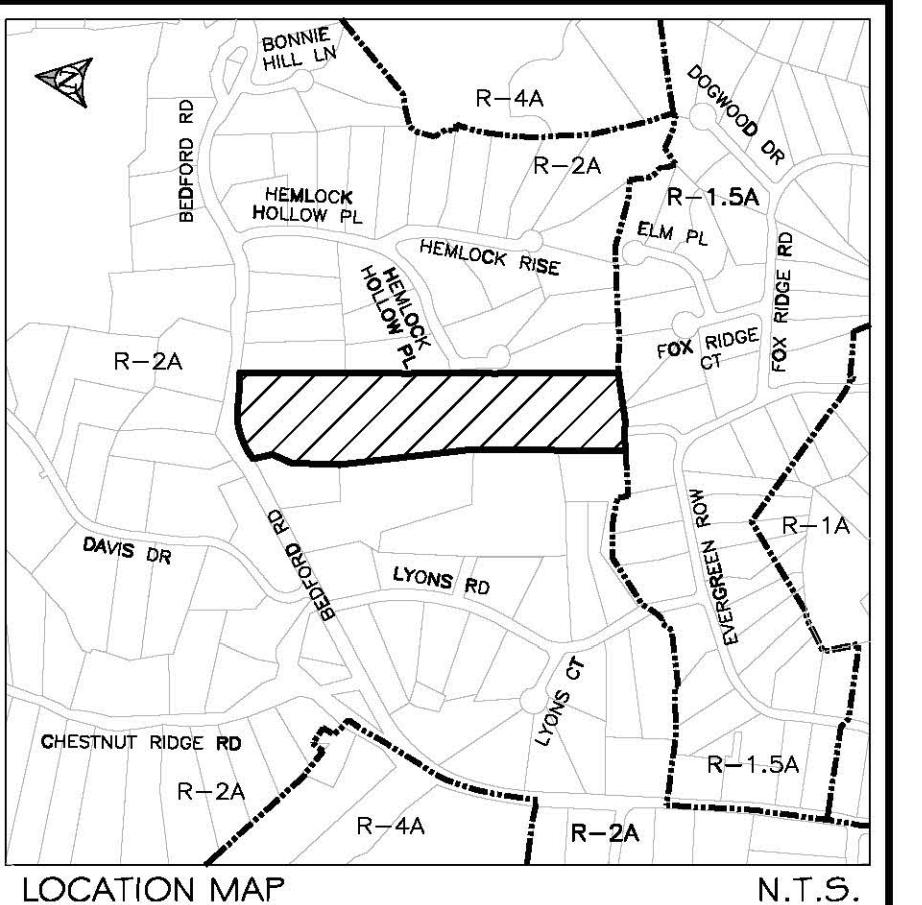 BONNIE
HILL LN
N
R-4A
DOGWOOD DR
BEDFORD RD
R-2A
HEMLOCK
HOLLOW PL
R-1.5A
ELM PL
HEMLOCK RISE
HEMLOCK
HOLLOW PL
FOX RIDGE RD
FOX RIDGE
CT
R-2A
R-1A
BEDFORD RD
DAVIS DR
LYONS RD
EVERGREEN ROW
LYONS CT
CHESTNUT RIDGE RD
R-2A
R-1.5A
R-4A
R-2A
LOCATION MAP
N.T.S.